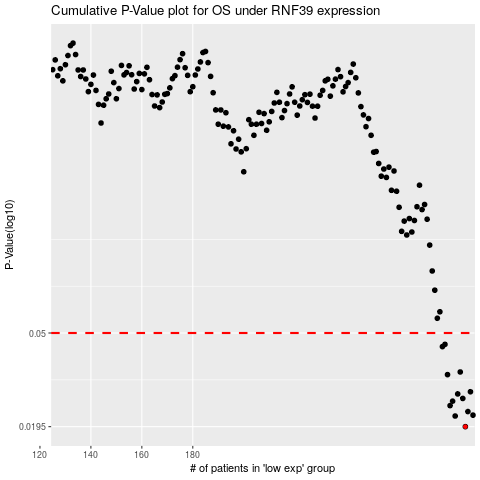 Cumulative P-Value plot for OS under RNF39 expression
P-Value(log10)
0.05
0.0195
120 140 160 180
# of patients in 'low exp' group